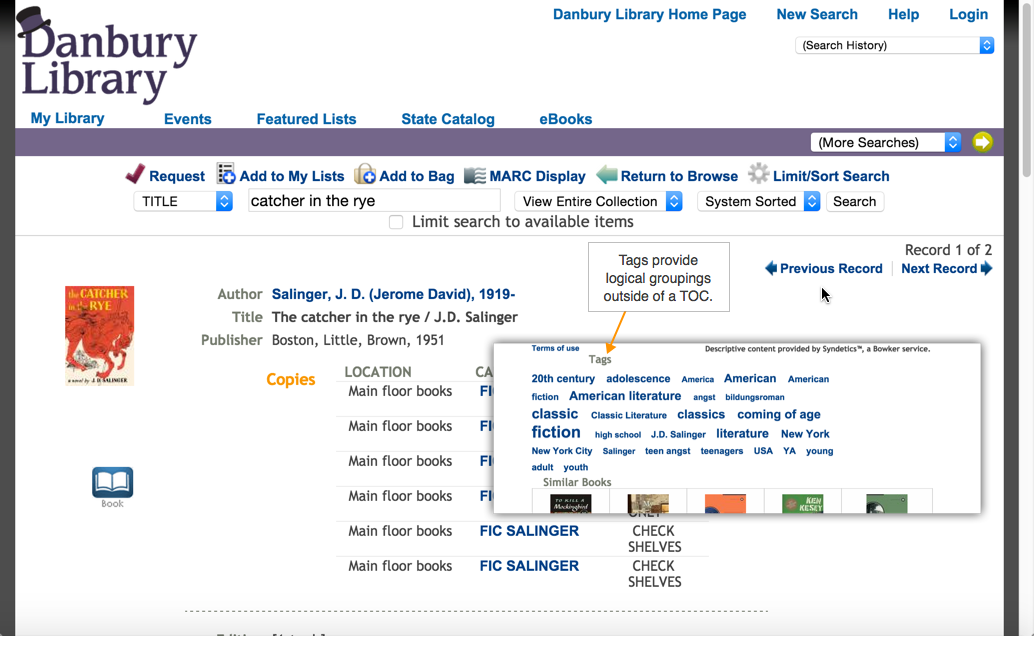 Danbury Library Home Page New Search Help Login
(Search History)
Danbury
Library
My Library Events Featured Lists State Catalog eBooks
(More Searches)
Request Add to My Lists Add to Bag MARC Display Return to Browse Limit/Sort Search
TITLE catcher in the rye View Entire Collection System Sorted Search
Limit search to available items
Record 1 of 2
Previous Record Next Record
Tags provide
logical groupings
outside of a TOC.
the CATCHER
in the RYE
a novel by J. D. SALINGER
Author Salinger, J. D. (Jerome David), 1919-
Title The catcher in the rye / J.D. Salinger
Publisher Boston, Little, Brown, 1951
Copies
LOCATION CA
Main floor books FI
Main floor books FI
Main floor books FI
Main floor books FI
Main floor books FIC SALINGER CHECK
SHELVES
Main floor books FIC SALINGER CHECK
SHELVES
Book
Terms of use Descriptive content provided by Syndetics™, a Bowker service.
Tags
20th century adolescence America American American
fiction American literature angst bildungsroman
classic Classic Literature classics coming of age
fiction high school J.D. Salinger literature New York
New York City Salinger teen angst teenagers USA YA young
adult youth
Similar Books
TO KILL A
Mockingbird
KEN
KESEY